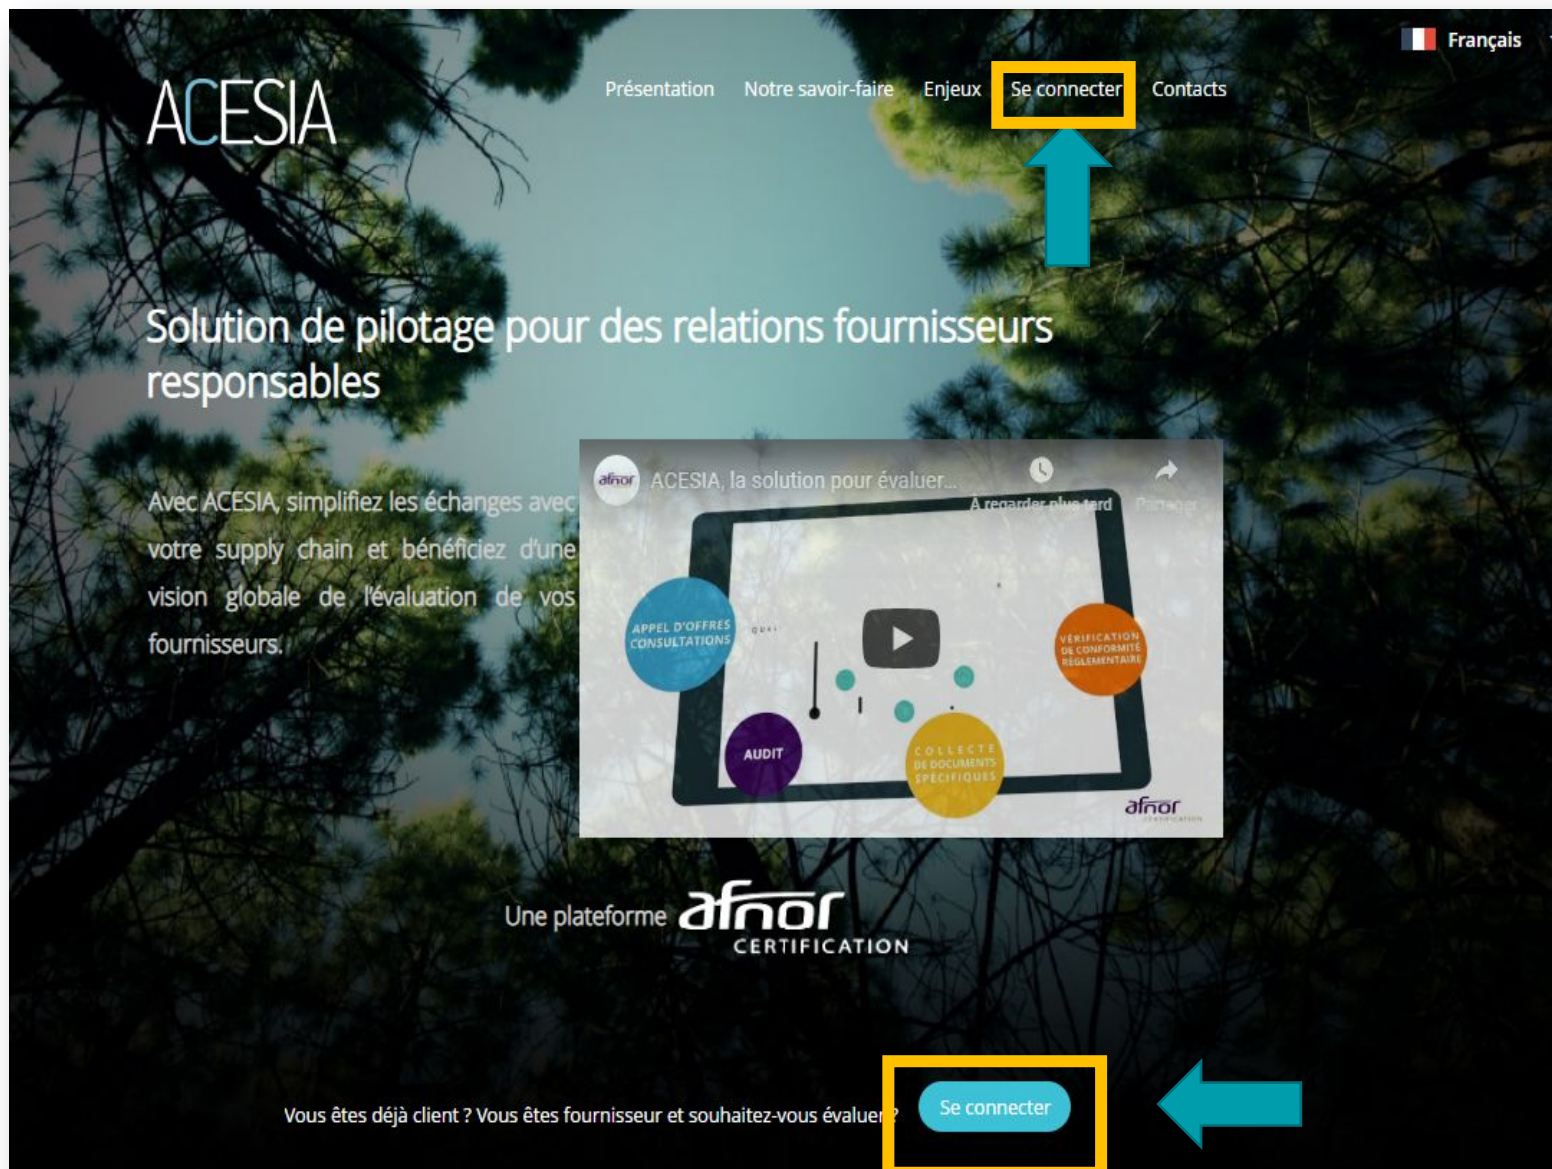 Français
ACESIA
Présentation Notre savoir-faire Enjeux Se connecter Contacts
Solution de pilotage pour des relations fournisseurs
responsables
Avec ACESIA, simplifiez les échanges avec
votre supply chain et bénéficiez d'une
vision globale de l'évaluation de vos
fournisseurs.
afnor ACESIA, la solution pour évaluer...
À regarder plus tard Partager
APPEL D'OFFRES
CONSULTATIONS
VÉRIFICATION
DE CONFORMITÉ
RÉGLEMENTAIRE
AUDIT
COLLECTE
DE DOCUMENTS
SPÉCIFIQUES
afnor
CERTIFICATION
Une plateforme afnor
CERTIFICATION
Vous êtes déjà client ? Vous êtes fournisseur et souhaitez-vous évaluer ? Se connecter